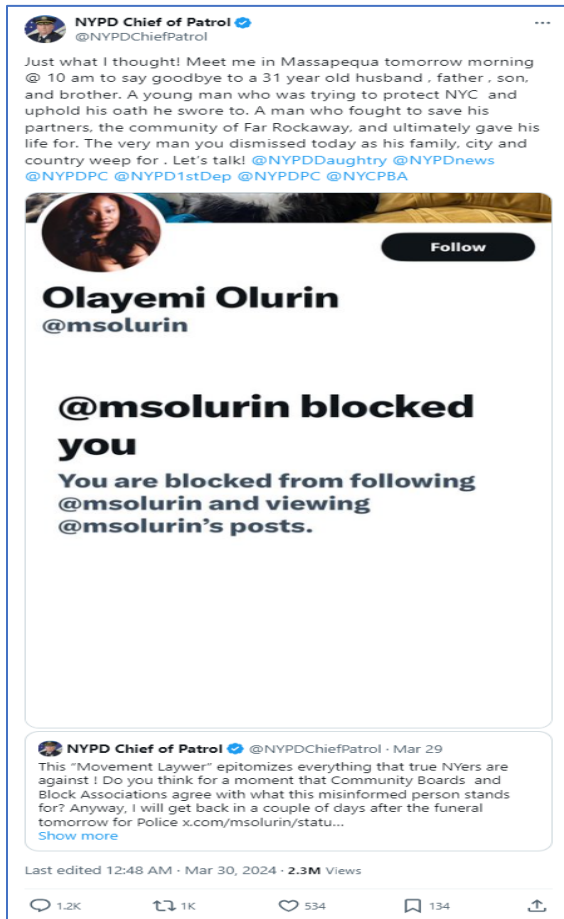 NYPD Chief of Patrol
@NYPDChiefPatrol
Just what I thought! Meet me in Massapequa tomorrow morning
@ 10 am to say goodbye to a 31 year old husband , father , son,
and brother. A young man who was trying to protect NYC and
uphold his oath he swore to. A man who fought to save his
partners, the community of Far Rockaway, and ultimately gave his
life for. The very man you dismissed today as his family, city and
country weep for . Let's talk! @NYPDDaughtry @NYPDnews
@NYPDPC @NYPD1stDep @NYPDPC @NYCPBA
Follow
Olayemi Olurin
@msolurin
@msolurin blocked
you
You are blocked from following
@msolurin and viewing
@msolurin's posts.
NYPD Chief of Patrol @NYPDChiefPatrol · Mar 29
This "Movement Laywer" epitomizes everything that true NYers are
against ! Do you think for a moment that Community Boards and
Block Associations agree with what this misinformed person stands
for? Anyway, I will get back in a couple of days after the funeral
tomorrow for Police x.com/msolurin/statu...
Show more
Last edited 12:48 AM · Mar 30, 2024 · 2.3M Views
1.2K 1K 534 134